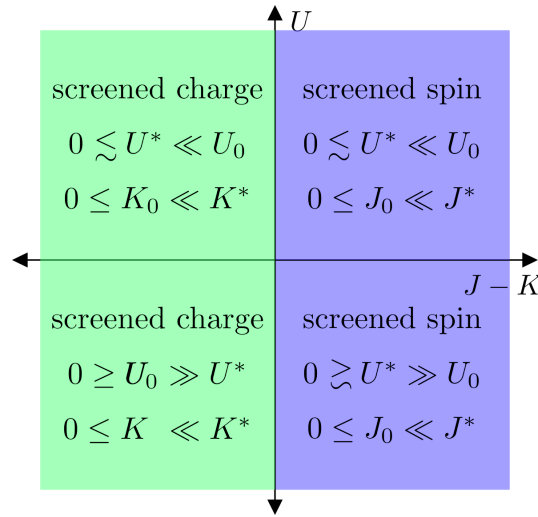 U
screened charge
0 ≲ U* ≪ U₀
0 ≤ K₀ ≪ K*
screened spin
0 ≲ U* ≪ U₀
0 ≤ J₀ ≪ J*
J − K
screened charge
0 ≥ U₀ ≫ U*
0 ≤ K ≪ K*
screened spin
0 ≳ U* ≫ U₀
0 ≤ J₀ ≪ J*